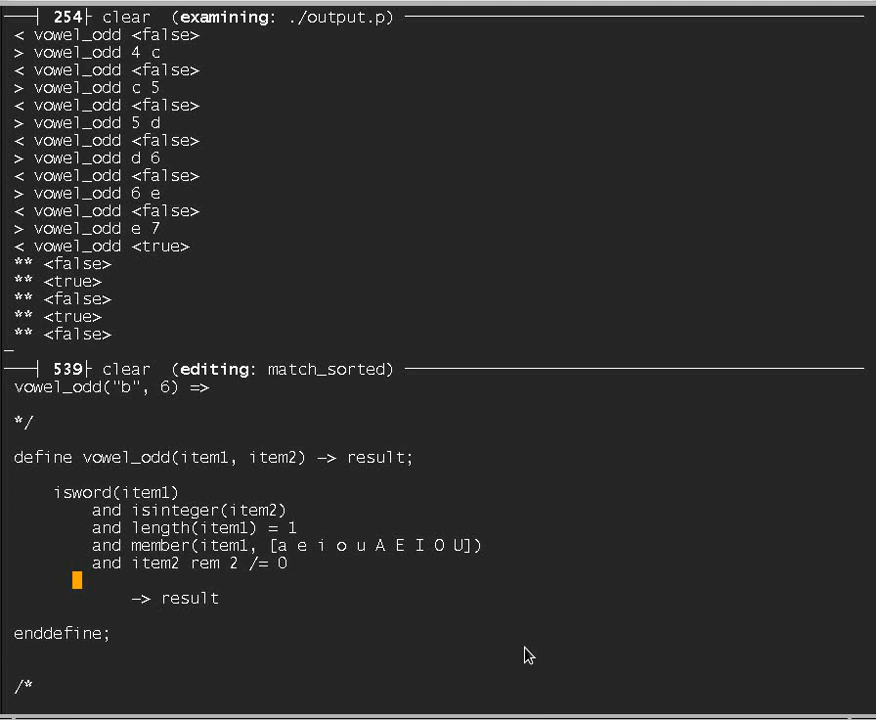 254 clear (examining: ./output.p)
< vowel_odd <false>
> vowel_odd 4 c
< vowel_odd <false>
> vowel_odd c 5
< vowel_odd <false>
> vowel_odd 5 d
< vowel_odd <false>
> vowel_odd d 6
< vowel_odd <false>
> vowel_odd 6 e
< vowel_odd <false>
> vowel_odd e 7
< vowel_odd <true>
** <false>
** <true>
** <false>
** <true>
** <false>
539 clear (editing: match_sorted)
vowel_odd("b", 6) =>
*/
define vowel_odd(item1, item2) -> result;
isword(item1)
and isinteger(item2)
and length(item1) = 1
and member(item1, [a e i o u A E I O U])
and item2 rem 2 /= 0
-> result
enddefine;
/*